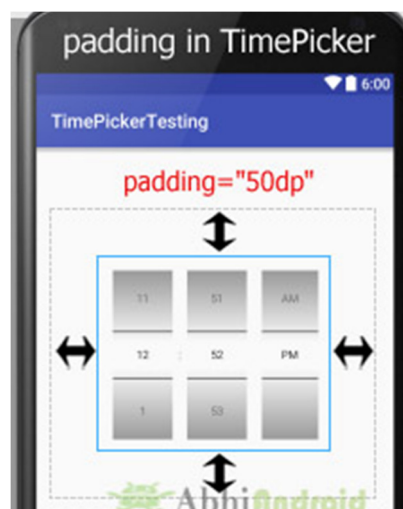 padding in TimePicker
6:00
TimePickerTesting
padding="50dp"
11 51 AM
12 : 52 PM
1 53
AbhiAndroid